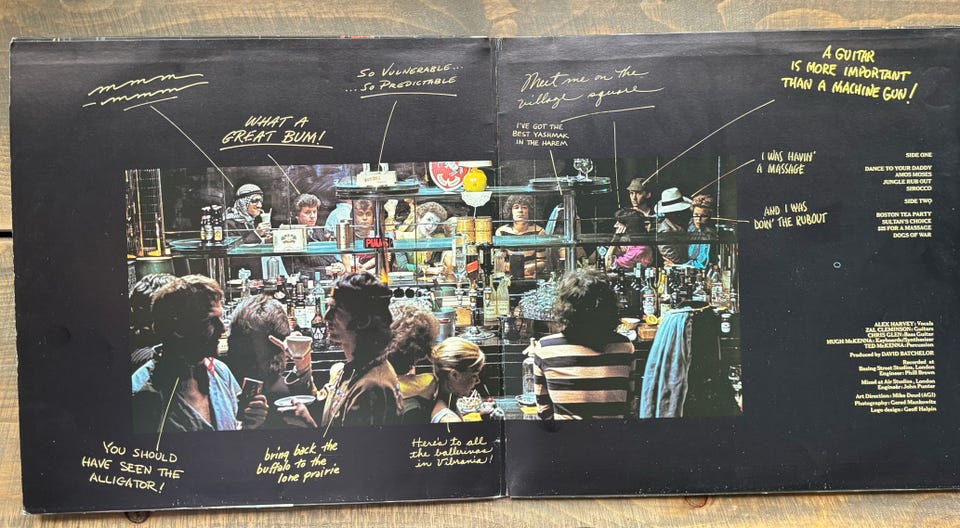 mmm
-mmmm
WHAT A
GREAT BUM!
SO VULNERABLE...
...SO PREDICTABLE
Meet me on the
village square
I'VE GOT THE
BEST YASHMAK
IN THE HAREM
A GUITAR
IS MORE IMPORTANT
THAN A MACHINE GUN!
I WAS HAVIN'
A MASSAGE
AND I WAS
DOIN' THE RUBOUT
PIMMS
YOU SHOULD
HAVE SEEN THE
ALLIGATOR!
bring back the
buffalo to the
lone prairie
Here's to all
the ballerinas
in Vibrania!
SIDE ONE
DANCE TO YOUR DADDY
AMOS MOSES
JUNGLE RUB OUT
SIROCCO
SIDE TWO
BOSTON TEA PARTY
SULTAN'S CHOICE
$25 FOR A MASSAGE
DOGS OF WAR
ALEX HARVEY: Vocals
ZAL CLEMINSON: Guitars
CHRIS GLEN: Bass Guitar
HUGH McKENNA: Keyboards/Synthesiser
TED McKENNA: Percussion
Produced by DAVID BATCHELOR
Recorded at
Basing Street Studios, London
Engineer: Phill Brown
Mixed at Air Studios, London
Engineer: John Punter
Art Direction: Mike Doud (AGI)
Photography: Gered Mankowitz
Logo design: Geoff Halpin